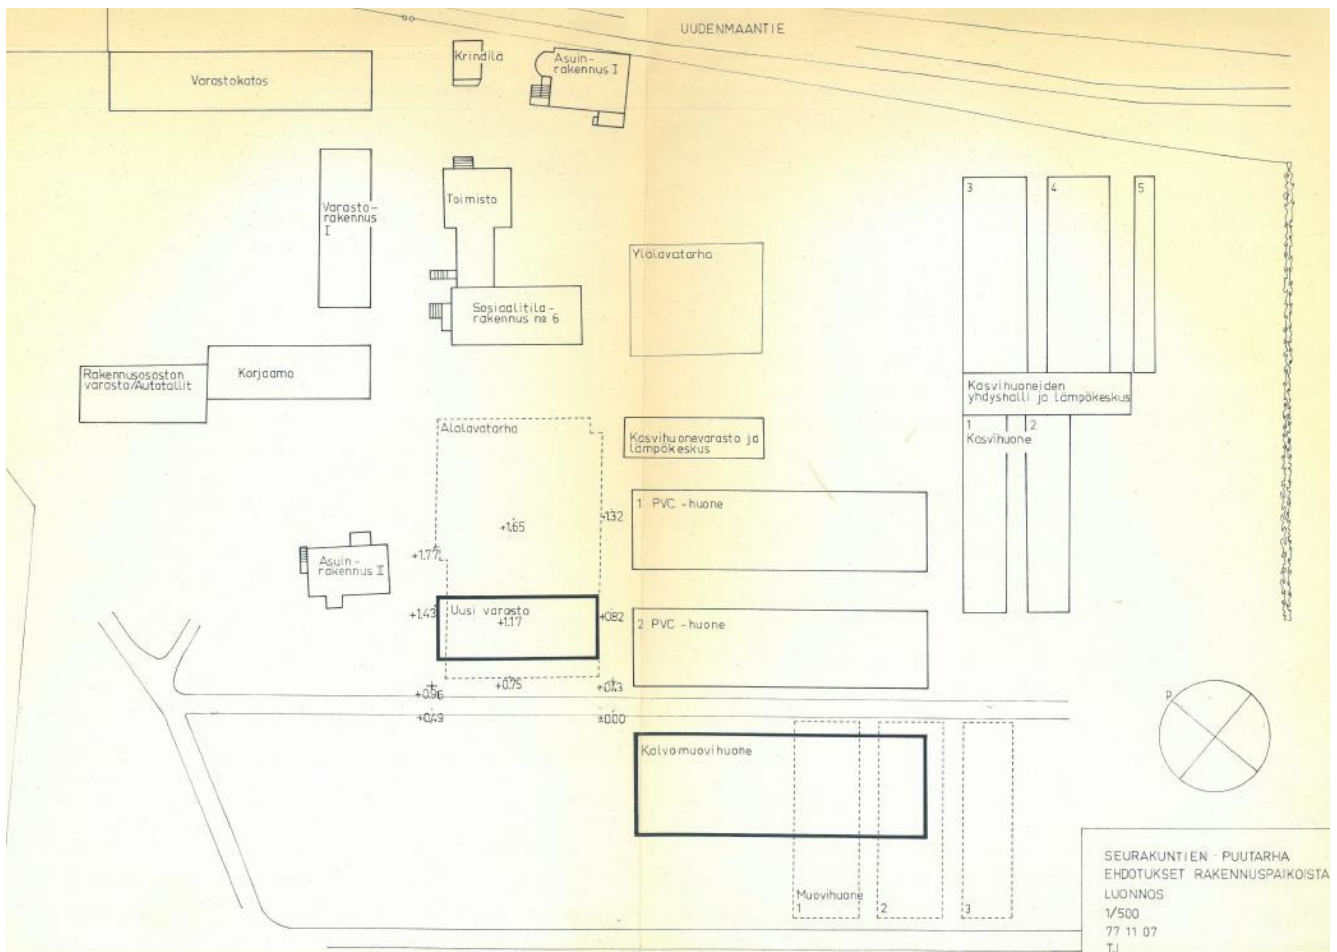 UUDENMAANTIE
Krindilä
Asuin-
rakennus I
Varastokatos
Varasto-
rakennus
I
Toimisto
3
4
5
Ylälavatarha
Sosiaalitila-
rakennus no 6
Rakennusosaston
varasto/Autotallit
Korjaamo
Kasvihuoneiden
yhdyshalli ja lämpökeskus
1
2
Kasvihuone
Alalavatarha
Kasvihuonevarasto ja
lämpökeskus
1 PVC -huone
+1.32
+1.65
+1.77
Asuin-
rakennus II
+1.43
Uusi varasto
+1.17
+0.82
2 PVC -huone
+0.96
+0.75
+0.43
+0.49
±0.00
P
Kalvomuovihuone
Muovihuone
1
2
3
SEURAKUNTIEN PUUTARHA
EHDOTUKSET RAKENNUSPAIKOISTA
LUONNOS
1/500
77 11 07
T.I